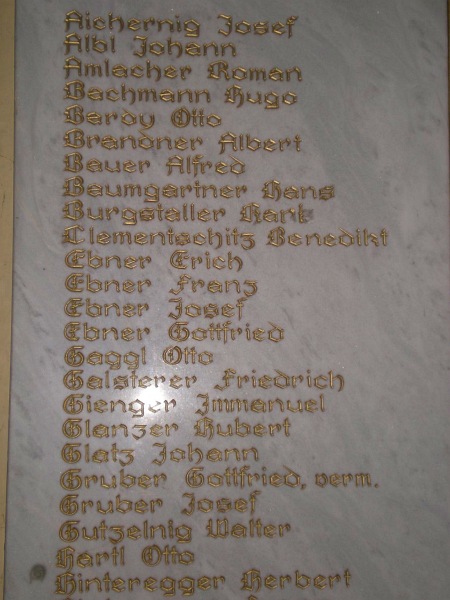 Aichernig Josef
Albl Johann
Amlacher Roman
Bachmann Hugo
Bardy Otto
Brandner Albert
Bauer Alfred
Baumgartner Hans
Burgstaller
Clementschitz Benedikt
Ebner Erich
Ebner Franz
Ebner Josef
Ebner Gottfried
Gaggl Otto
Galsterer Friedrich
Gienger Immanuel
Glanzer Hubert
Glatz Johann
Gruber Gottfried, verm.
Gruber Josef
Gutzelnig Walter
Hartl Otto
Hinteregger Herbert